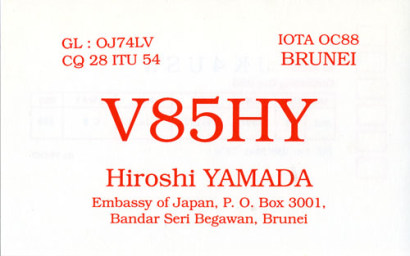 GL : OJ74LV
CQ 28 ITU 54
IOTA OC88
BRUNEI
V85HY
Hiroshi YAMADA
Embassy of Japan, P. O. Box 3001,
Bandar Seri Begawan, Brunei